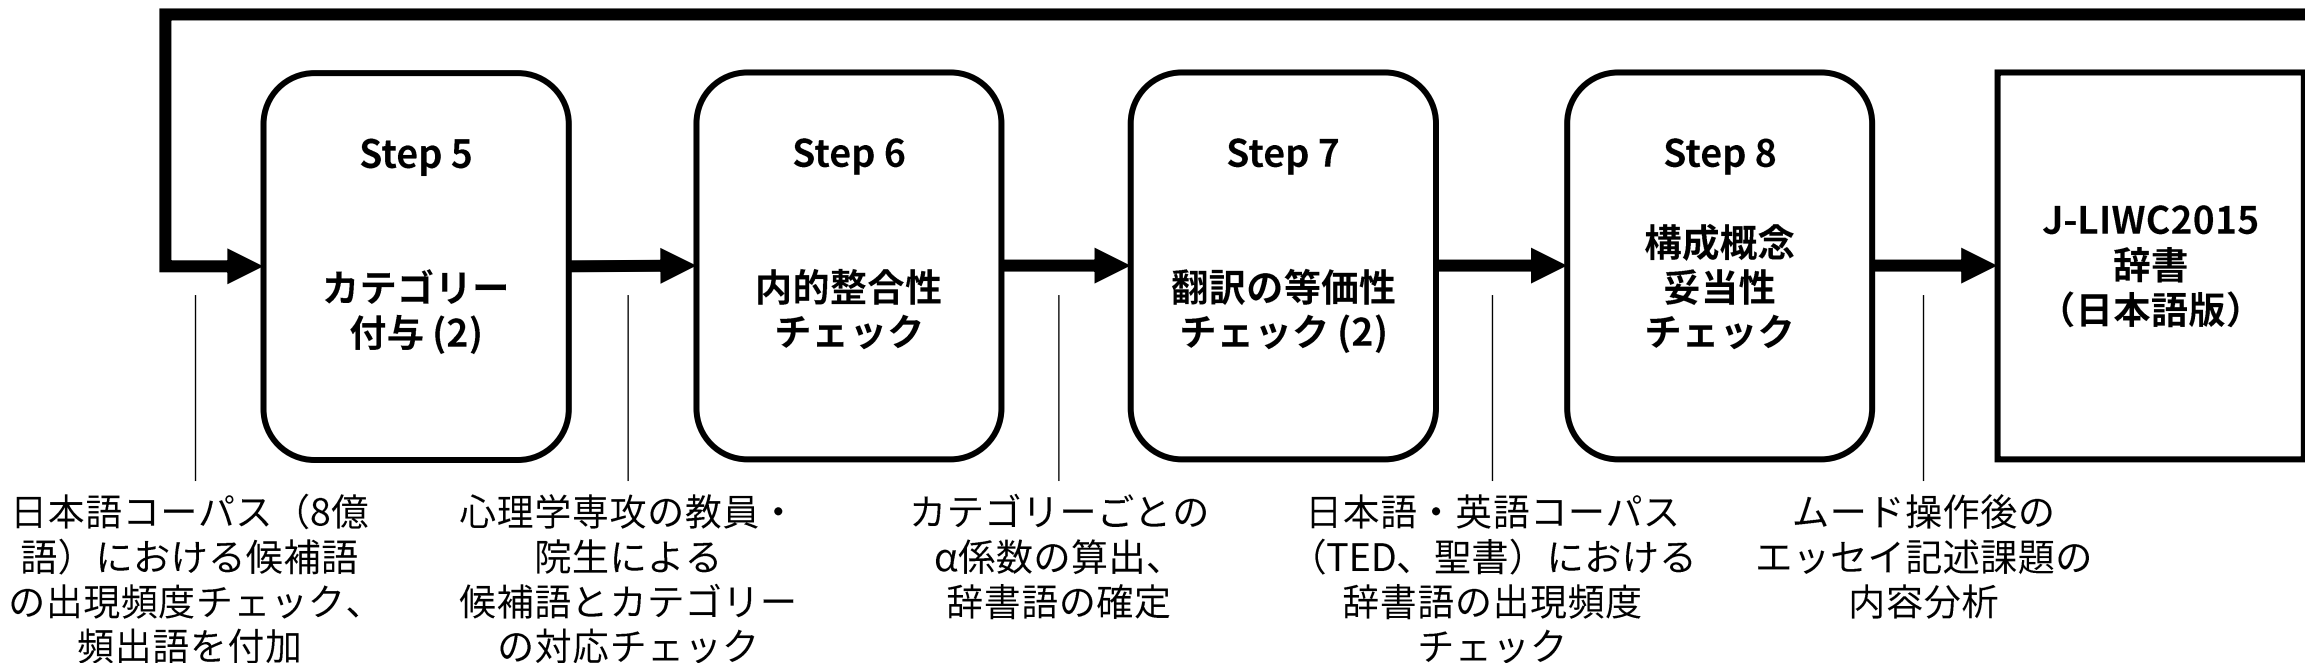 Step 5
カテゴリー
付与 (2)
Step 6
内的整合性
チェック
Step 7
翻訳の等価性
チェック (2)
Step 8
構成概念
妥当性
チェック
J-LIWC2015
辞書
（日本語版）
日本語コーパス（8億
語）における候補語
の出現頻度チェック、
頻出語を付加
心理学専攻の教員・
院生による
候補語とカテゴリー
の対応チェック
カテゴリーごとの
α係数の算出、
辞書語の確定
日本語・英語コーパス
（TED、聖書）における
辞書語の出現頻度
チェック
ムード操作後の
エッセイ記述課題の
内容分析